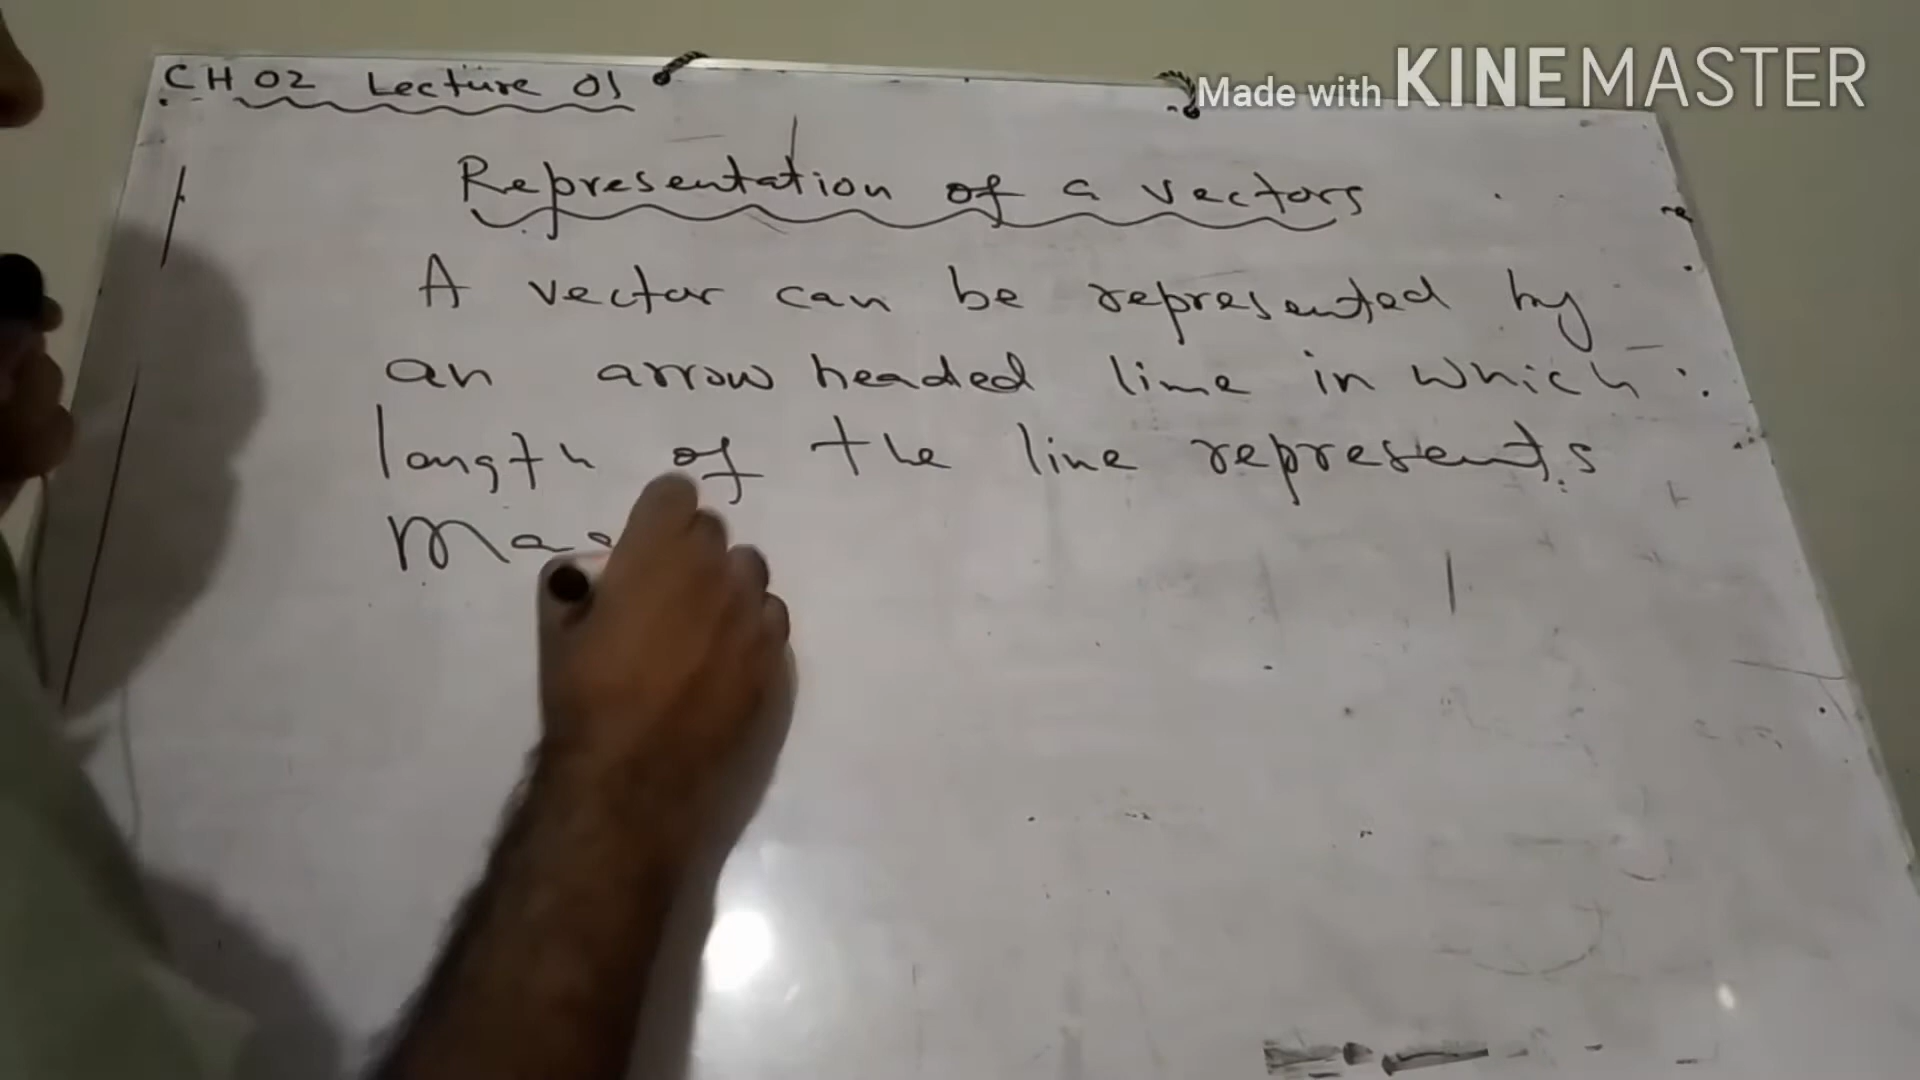 CH 02 Lecture 01
Made with KINEMASTER
Representation of a vectors
A vector can be represented by
an arrow headed line in which
length of the line represents